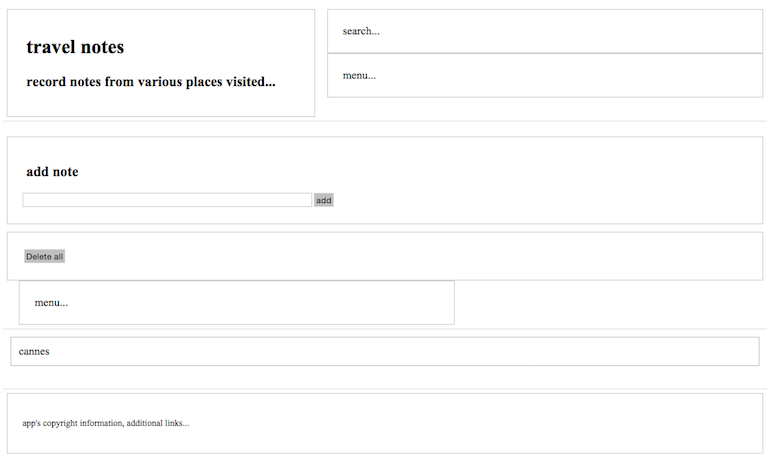 travel notes
record notes from various places visited...
search...
menu...
add note
add
Delete all
menu...
cannes
app's copyright information, additional links...